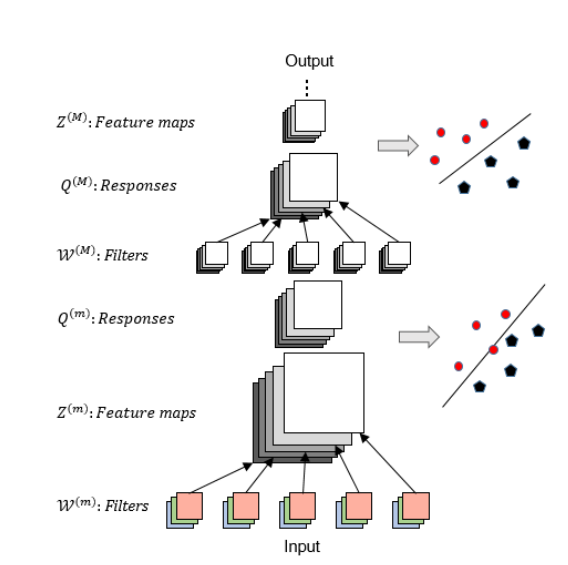 Output
Z^(M): Feature maps
Q^(M): Responses
𝒲^(M): Filters
Q^(m): Responses
Z^(m): Feature maps
𝒲^(m): Filters
Input